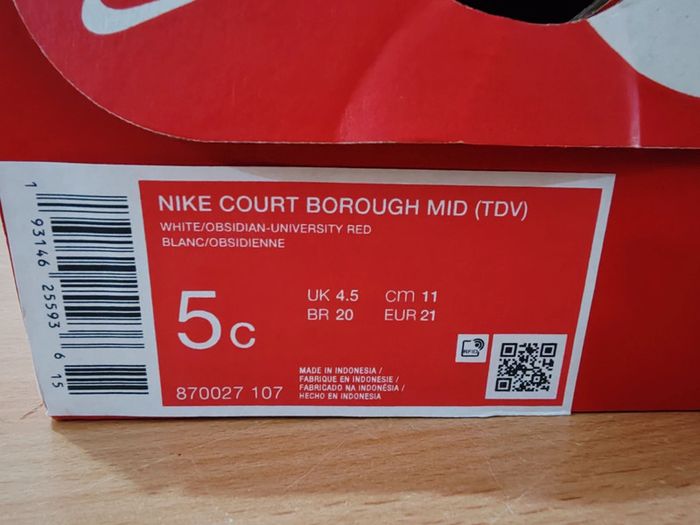 NIKE COURT BOROUGH MID (TDV)
WHITE/OBSIDIAN-UNIVERSITY RED
BLANC/OBSIDIENNE
5c
UK 4.5 cm 11
BR 20 EUR 21
RFID
870027 107
MADE IN INDONESIA /
FABRIQUE EN INDONESIE /
FABRICADO NA INDONÉSIA /
HECHO EN INDONESIA
1 93146 25593 6 15